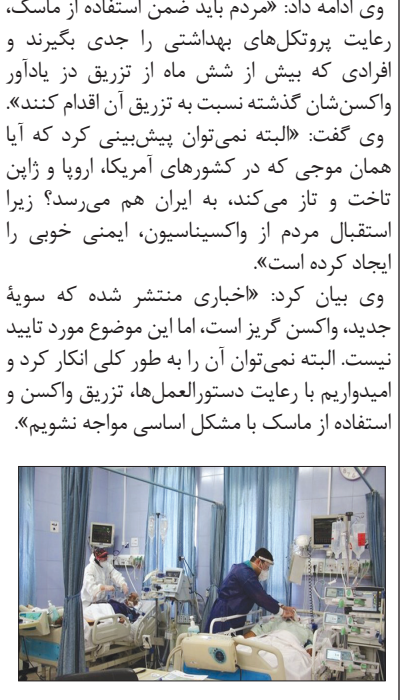 وی ادامه داد: «مردم باید ضمن استفاده از ماسک،
رعایت پروتکل‌های بهداشتی را جدی بگیرند و
افرادی که بیش از شش ماه از تزریق دز یادآور
واکسن‌شان گذشته نسبت به تزریق آن اقدام کنند».
وی گفت: «البته نمی‌توان پیش‌بینی کرد که آیا
همان موجی که در کشورهای آمریکا، اروپا و ژاپن
تاخت و تاز می‌کند، به ایران هم می‌رسد؟ زیرا
استقبال مردم از واکسیناسیون، ایمنی خوبی را
ایجاد کرده است».
وی بیان کرد: «اخباری منتشر شده که سویهٔ
جدید، واکسن گریز است، اما این موضوع مورد تایید
نیست. البته نمی‌توان آن را به طور کلی انکار کرد و
امیدواریم با رعایت دستورالعمل‌ها، تزریق واکسن و
استفاده از ماسک با مشکل اساسی مواجه نشویم».